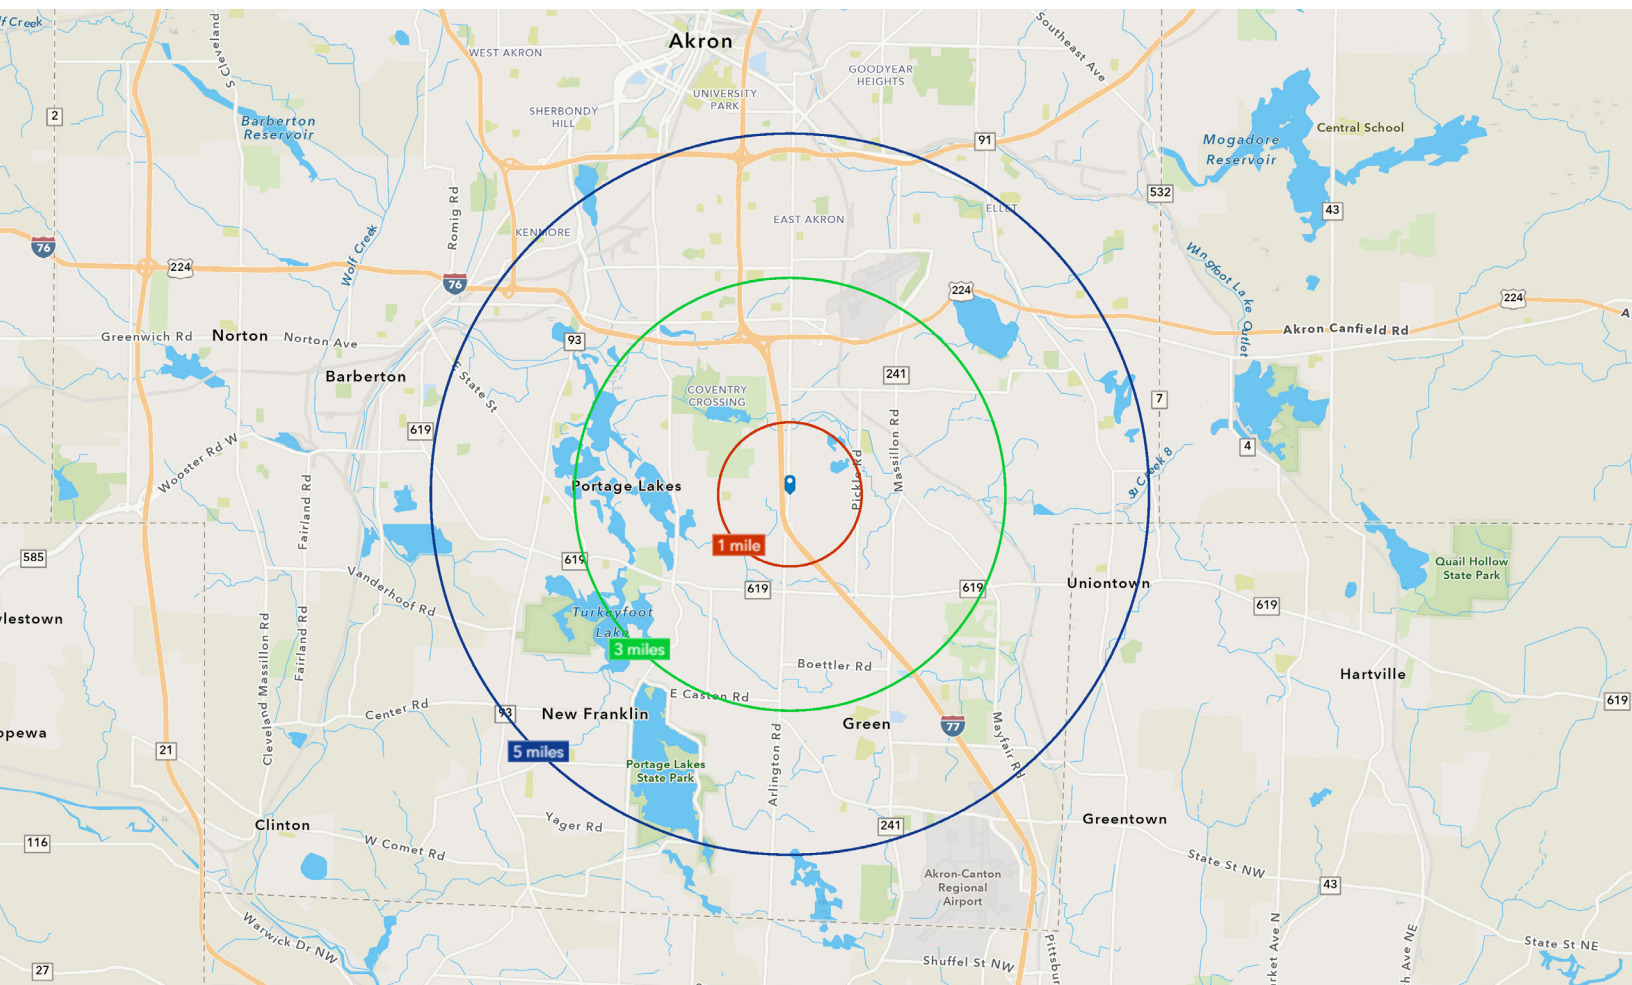 Akron
WEST AKRON
S Cleveland
Southeast Ave
GOODYEAR
HEIGHTS
UNIVERSITY
PARK
SHERBONDY
HILL
2
Barberton
Reservoir
91
Mogadore
Reservoir
Central School
532
43
Romig Rd
KENMORE
EAST AKRON
ELLET
76
224
Wolf Creek
76
224
Wingfoot Lake Outlet
224
Greenwich Rd
Norton
Norton Ave
93
Akron Canfield Rd
Barberton
E State St
COVENTRY
CROSSING
241
7
619
Massillon Rd
4
Wooster Rd W
Fairland Rd
Portage Lakes
Pickle Rd
1 mile
585
619
Vanderhoof Rd
619
619
Uniontown
Quail Hollow
State Park
619
Turkeyfoot
Lake
3 miles
Cleveland Massillon Rd
Fairland Rd
Boettler Rd
Hartville
E Caston Rd
619
Center Rd
93
New Franklin
Green
77
Mayfair Rd
21
5 miles
Portage Lakes
State Park
Arlington Rd
Clinton
Yager Rd
241
Greentown
116
W Comet Rd
State St NW
Akron-Canton
Regional
Airport
43
Warwick Dr NW
27
Shuffel St NW
State St NE